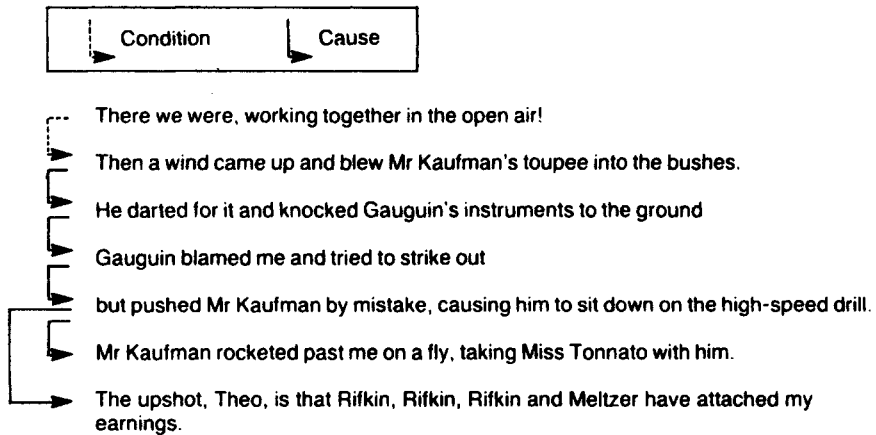 Condition Cause
There we were, working together in the open air!
Then a wind came up and blew Mr Kaufman's toupee into the bushes.
He darted for it and knocked Gauguin's instruments to the ground
Gauguin blamed me and tried to strike out
but pushed Mr Kaufman by mistake, causing him to sit down on the high-speed drill.
Mr Kaufman rocketed past me on a fly, taking Miss Tonnato with him.
The upshot, Theo, is that Rifkin, Rifkin, Rifkin and Meltzer have attached my
earnings.